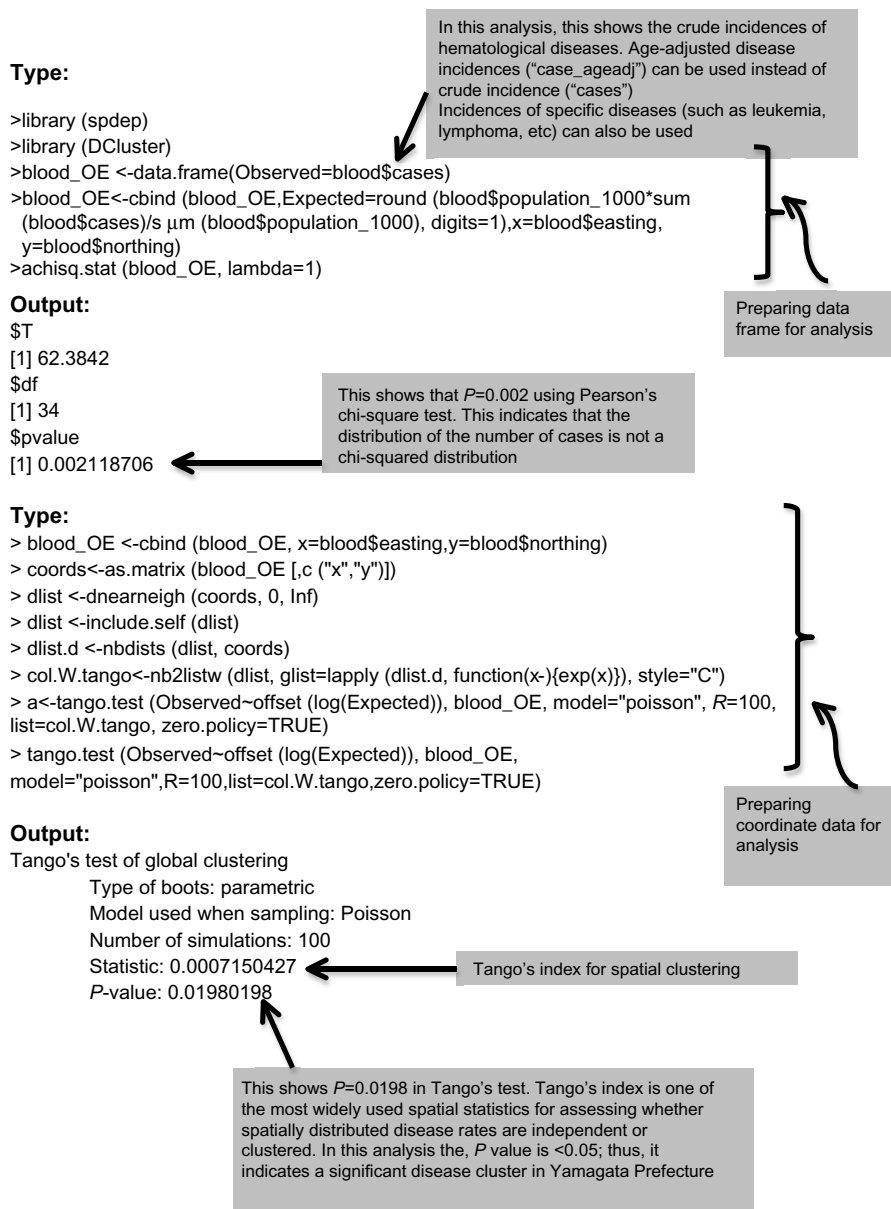 In this analysis, this shows the crude incidences of
hematological diseases. Age-adjusted disease
incidences (“case_ageadj”) can be used instead of
crude incidence (“cases”)
Incidences of specific diseases (such as leukemia,
lymphoma, etc) can also be used
Type:
>library (spdep)
>library (DCluster)
>blood_OE <-data.frame(Observed=blood$cases)
>blood_OE<-cbind (blood_OE,Expected=round (blood$population_1000*sum
(blood$cases)/s μm (blood$population_1000), digits=1),x=blood$easting,
y=blood$northing)
>achisq.stat (blood_OE, lambda=1)
Preparing data
frame for analysis
Output:
$T
[1] 62.3842
$df
[1] 34
$pvalue
[1] 0.002118706
This shows that P=0.002 using Pearson’s
chi-square test. This indicates that the
distribution of the number of cases is not a
chi-squared distribution
Type:
> blood_OE <-cbind (blood_OE, x=blood$easting,y=blood$northing)
> coords<-as.matrix (blood_OE [,c ("x","y")])
> dlist <-dnearneigh (coords, 0, Inf)
> dlist <-include.self (dlist)
> dlist.d <-nbdists (dlist, coords)
> col.W.tango<-nb2listw (dlist, glist=lapply (dlist.d, function(x-){exp(x)}), style="C")
> a<-tango.test (Observed~offset (log(Expected)), blood_OE, model="poisson", R=100,
list=col.W.tango, zero.policy=TRUE)
> tango.test (Observed~offset (log(Expected)), blood_OE,
model="poisson",R=100,list=col.W.tango,zero.policy=TRUE)
Preparing
coordinate data for
analysis
Output:
Tango's test of global clustering
Type of boots: parametric
Model used when sampling: Poisson
Number of simulations: 100
Statistic: 0.0007150427
P-value: 0.01980198
Tango’s index for spatial clustering
This shows P=0.0198 in Tango’s test. Tango’s index is one of
the most widely used spatial statistics for assessing whether
spatially distributed disease rates are independent or
clustered. In this analysis the, P value is <0.05; thus, it
indicates a significant disease cluster in Yamagata Prefecture